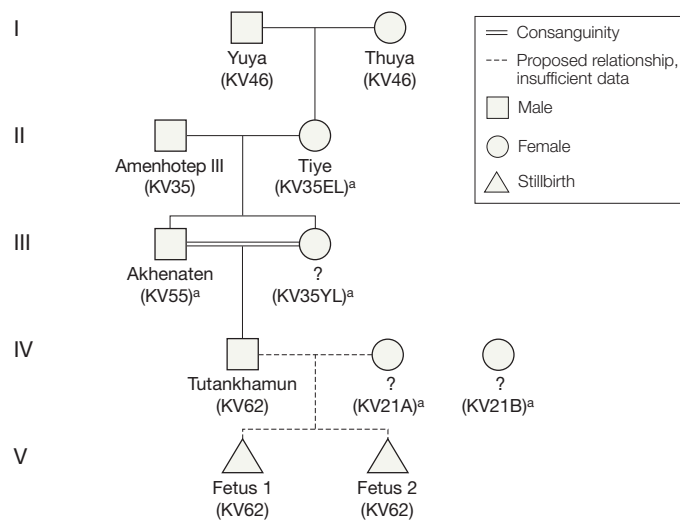 I
Yuya
(KV46)
Thuya
(KV46)
Consanguinity
Proposed relationship,
insufficient data
Male
Female
Stillbirth
II
Amenhotep III
(KV35)
Tiye
(KV35EL)ᵃ
III
Akhenaten
(KV55)ᵃ
?
(KV35YL)ᵃ
IV
Tutankhamun
(KV62)
?
(KV21A)ᵃ
?
(KV21B)ᵃ
V
Fetus 1
(KV62)
Fetus 2
(KV62)